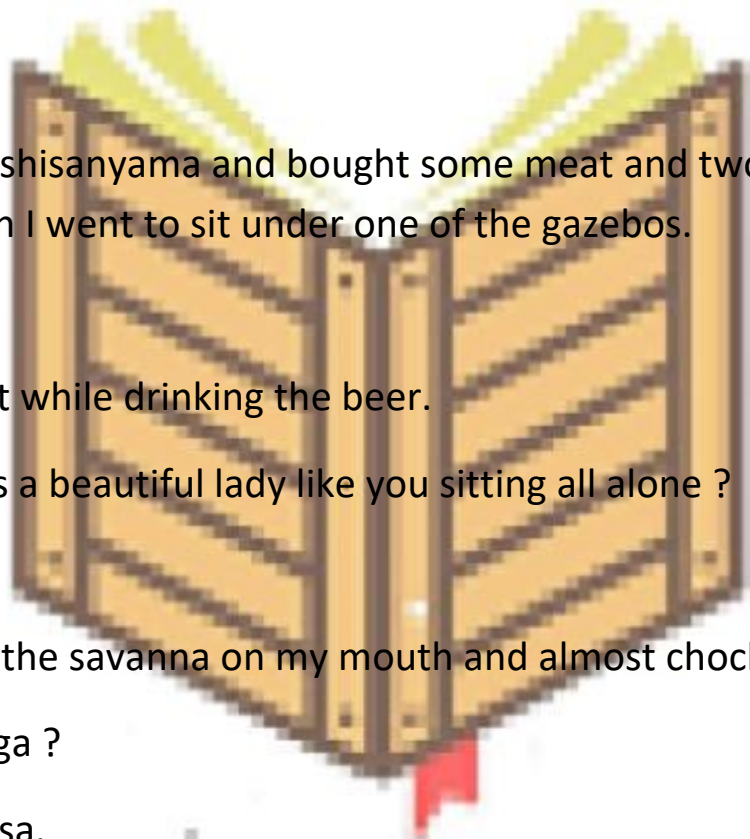 shisanyama and bought some meat and two
I went to sit under one of the gazebos.
while drinking the beer.
a beautiful lady like you sitting all alone ?
the savanna on my mouth and almost choc
ga ?
sa.